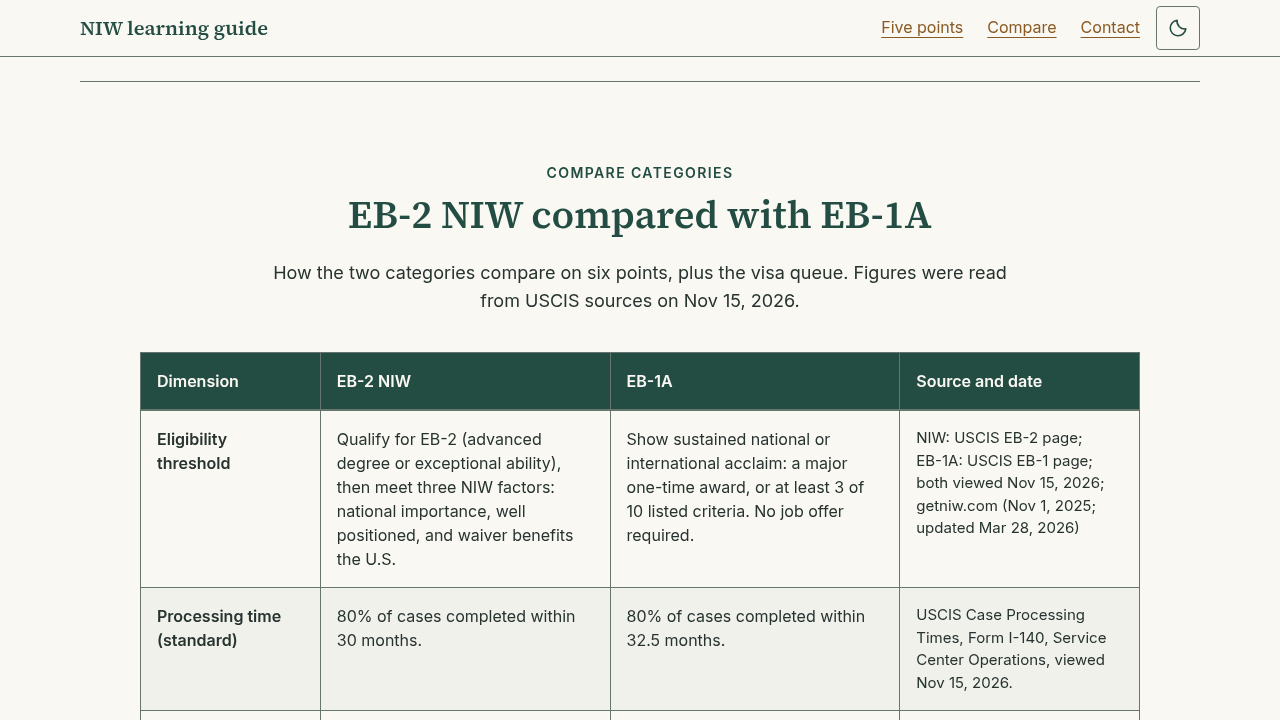 NIW learning guide
Five points
Compare
Contact
COMPARE CATEGORIES
EB-2 NIW compared with EB-1A
How the two categories compare on six points, plus the visa queue. Figures were read
from USCIS sources on Nov 15, 2026.
Dimension
EB-2 NIW
EB-1A
Source and date
Eligibility
threshold
Qualify for EB-2 (advanced
degree or exceptional ability),
then meet three NIW factors:
national importance, well
positioned, and waiver benefits
the U.S.
Show sustained national or
international acclaim: a major
one-time award, or at least 3 of
10 listed criteria. No job offer
required.
NIW: USCIS EB-2 page;
EB-1A: USCIS EB-1 page;
both viewed Nov 15, 2026;
getniw.com (Nov 1, 2025;
updated Mar 28, 2026)
Processing time
(standard)
80% of cases completed within
30 months.
80% of cases completed within
32.5 months.
USCIS Case Processing
Times, Form I-140, Service
Center Operations, viewed
Nov 15, 2026.